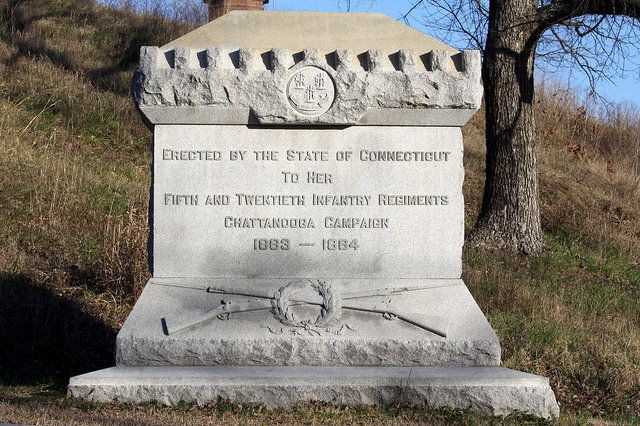 Erected by the State of Connecticut
To Her
Fifth and Twentieth Infantry Regiments
Chattanooga Campaign
1863 — 1864